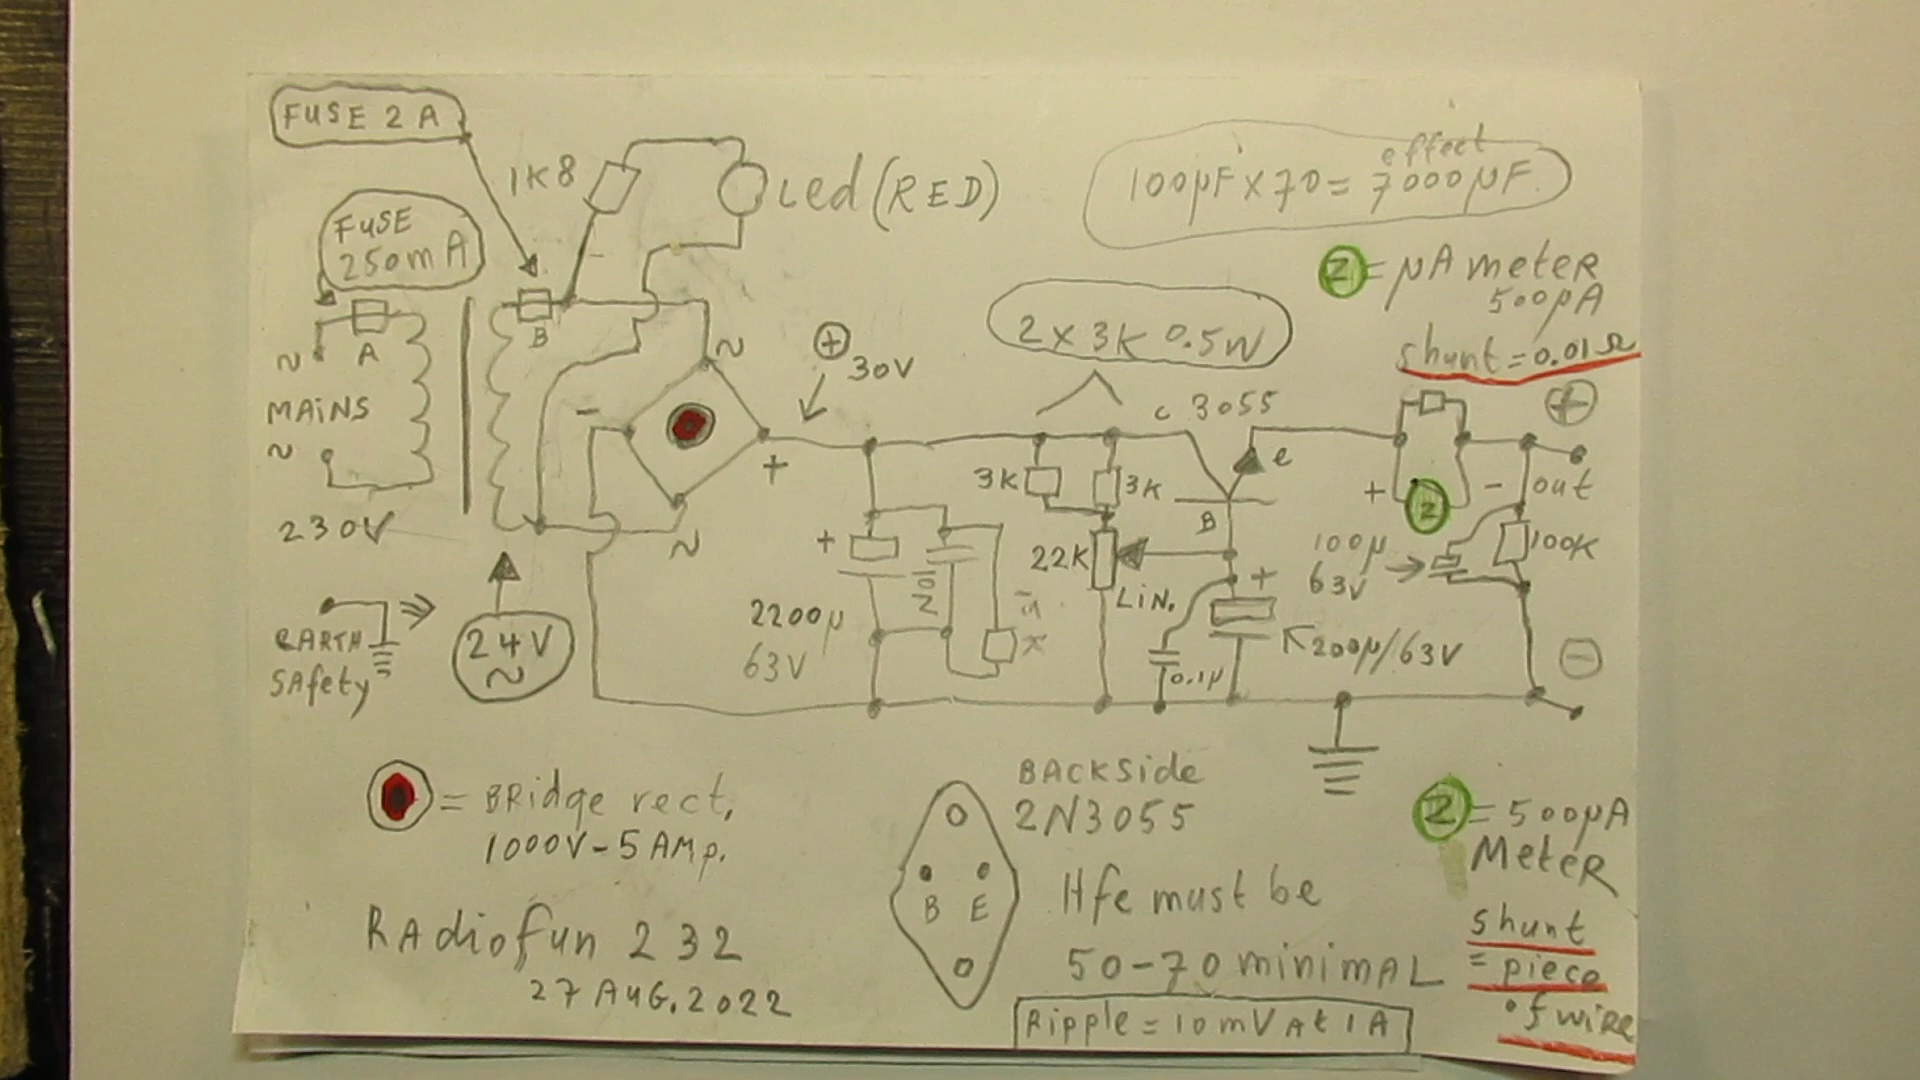 FUSE 2 A
1K8
Led (RED)
effect
100µF X 70 = 7000µF
FUSE
250mA
Z = µA meter
500µA
shunt = 0.01 Ω
2 X 3K 0.5W
A
B
~
MAiNS
~
230V
~
~
-
+
+
30V
c 3055
e
B
3K
3K
22K
LiN.
+
2200µ
63V
10N
0.1µ
+
200µ/63V
+
Z
-
+
out
100µ
63V
100K
-
EARTH
SAfety
24V
~
= BRidge rect,
1000V - 5 AMp.
RAdiofun 232
27 AUG. 2022
BACKSide
2N3055
B E
Hfe must be
50-70 minimAL
Ripple = 10mV At 1A
Z = 500µA
MeteR
shunt
= piece
of wire